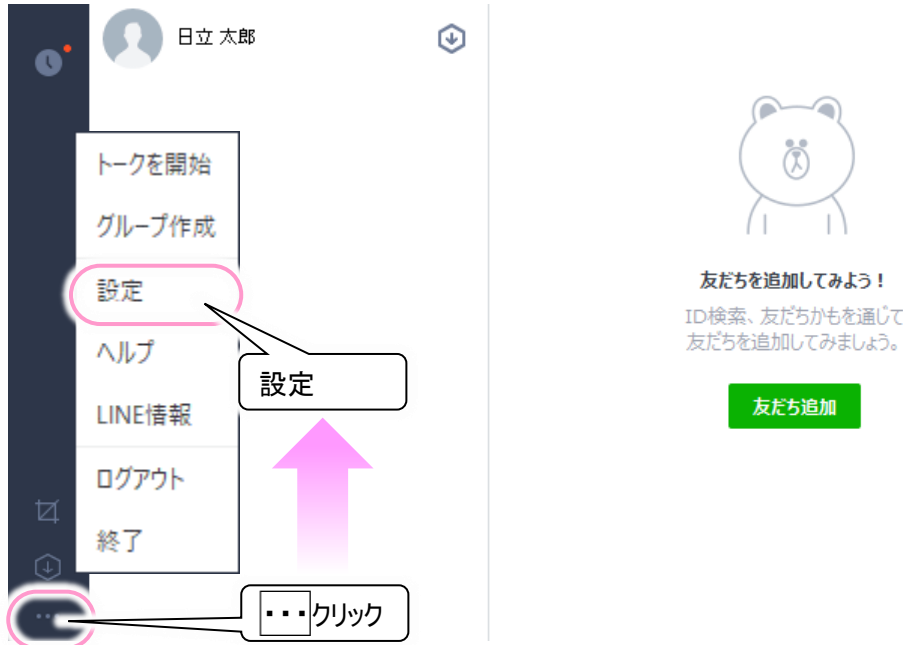 日立 太郎
トークを開始
グループ作成
設定
ヘルプ
LINE情報
ログアウト
終了
設定
・・・クリック
友だちを追加してみよう！
ID検索、友だちかもを通じて
友だちを追加してみましょう。
友だち追加